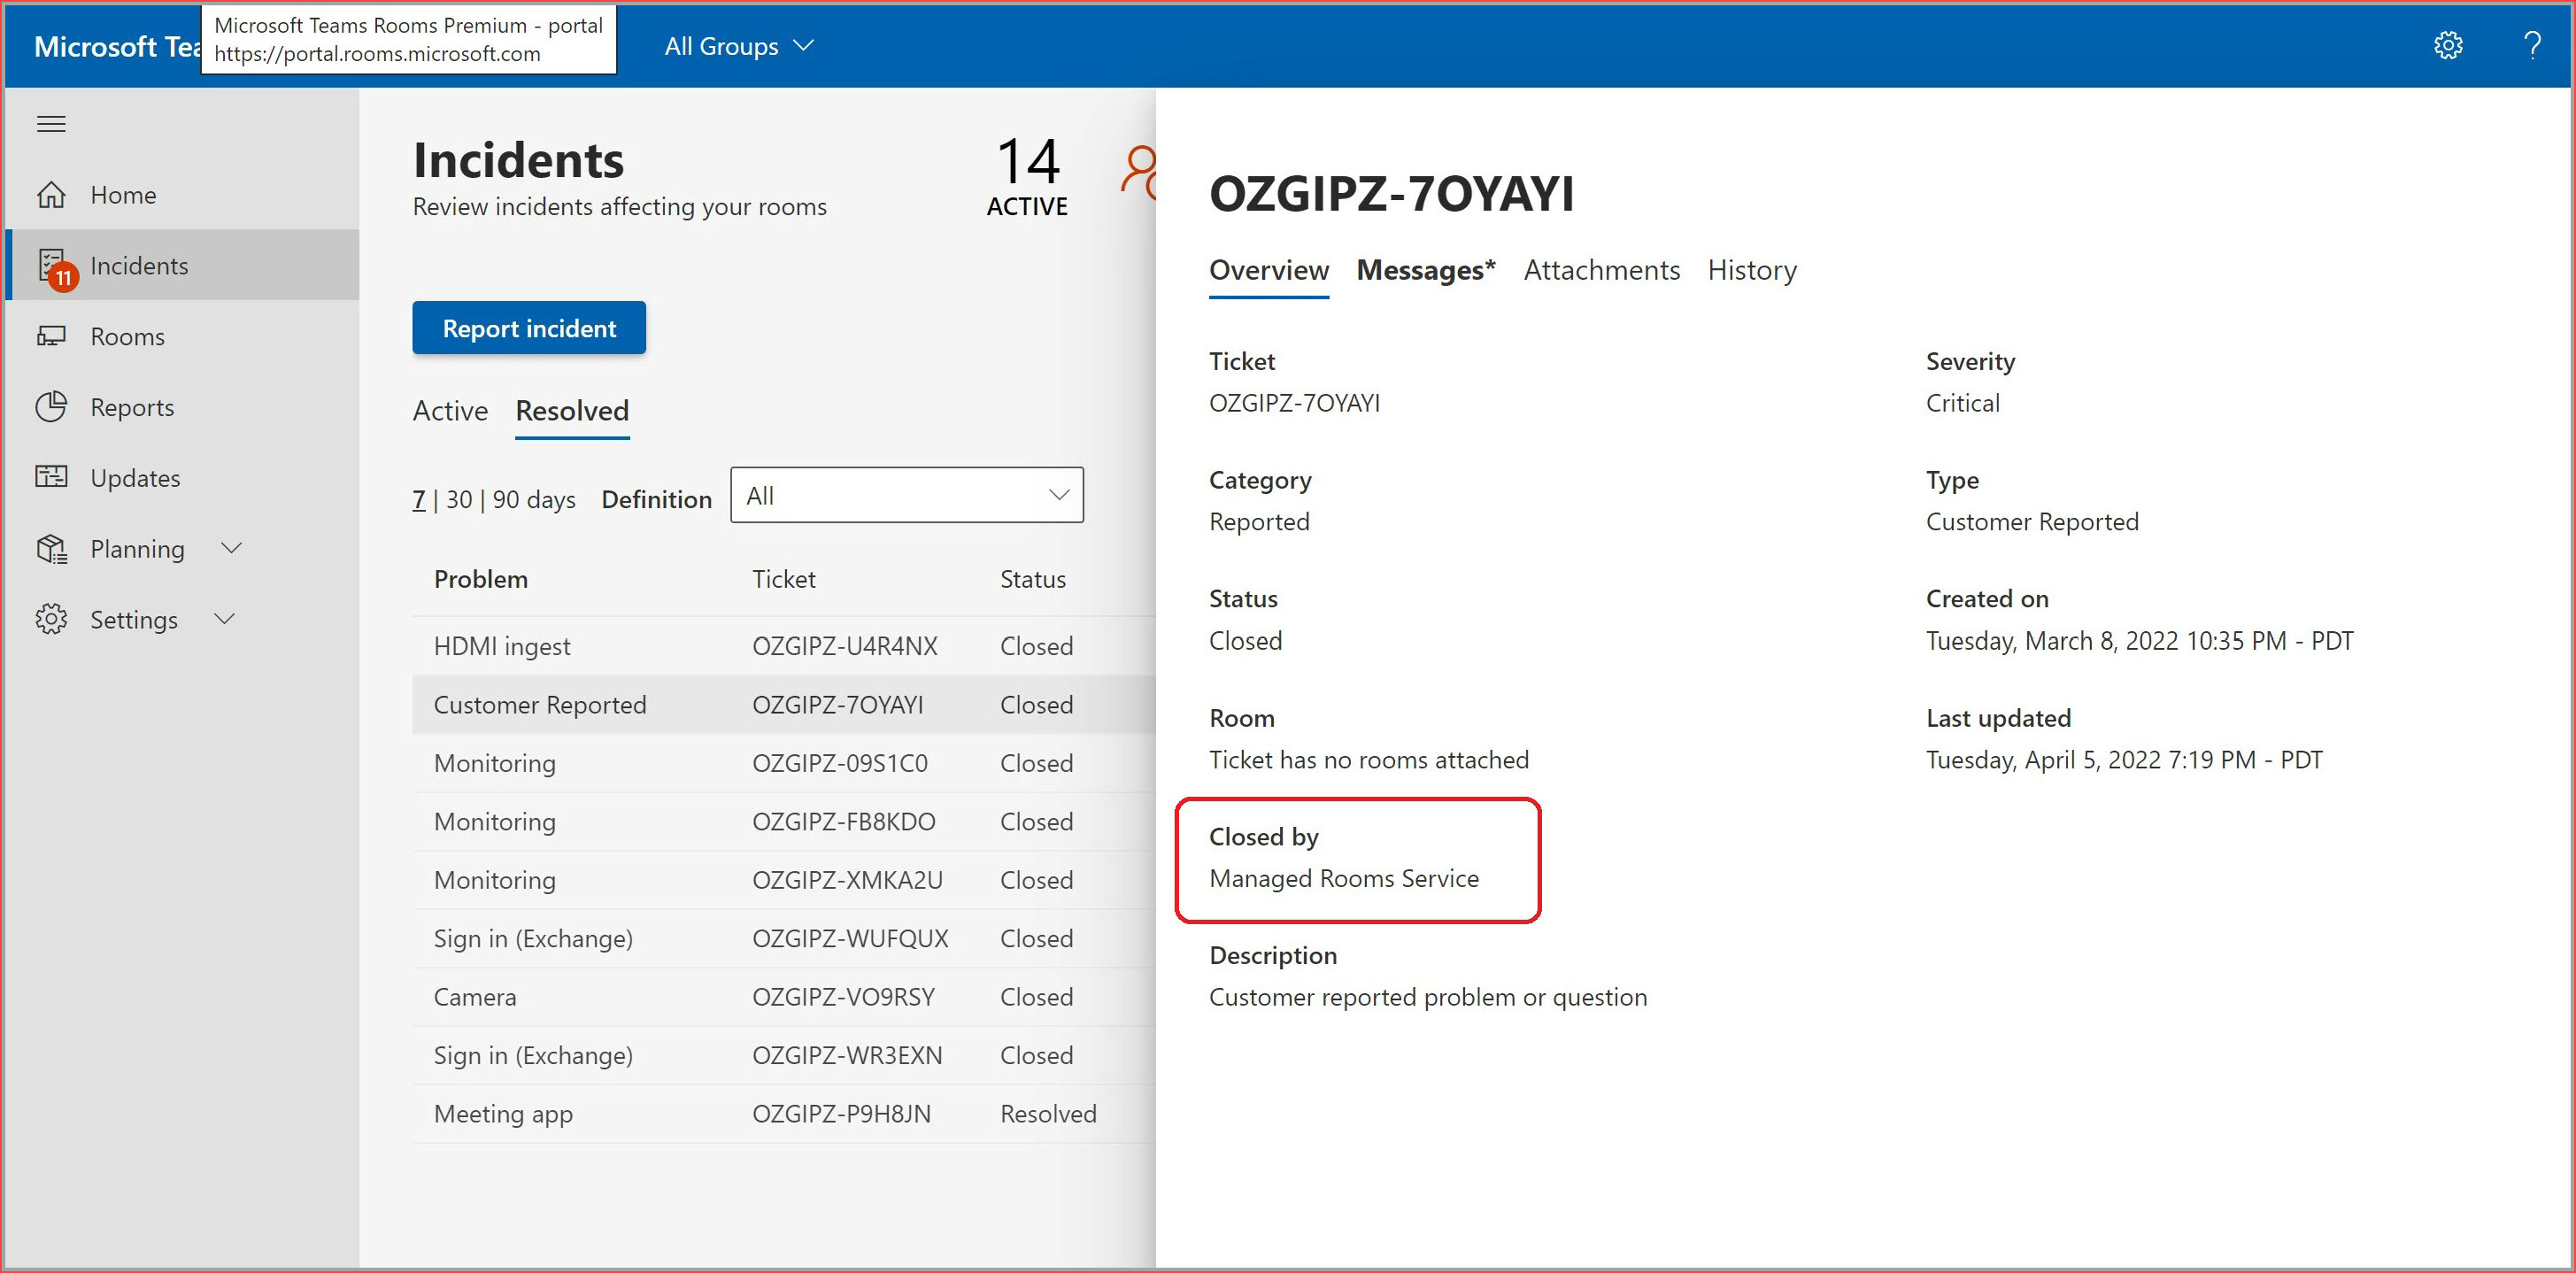 Microsoft Tea
Microsoft Teams Rooms Premium - portal
https://portal.rooms.microsoft.com
All Groups
?
Home
11
Incidents
Rooms
Reports
Updates
Planning
Settings
Incidents
Review incidents affecting your rooms
14
ACTIVE
Report incident
Active Resolved
7 | 30 | 90 days Definition All
Problem Ticket Status
HDMI ingest OZGIPZ-U4R4NX Closed
Customer Reported OZGIPZ-7OYAYI Closed
Monitoring OZGIPZ-09S1C0 Closed
Monitoring OZGIPZ-FB8KDO Closed
Monitoring OZGIPZ-XMKA2U Closed
Sign in (Exchange) OZGIPZ-WUFQUX Closed
Camera OZGIPZ-VO9RSY Closed
Sign in (Exchange) OZGIPZ-WR3EXN Closed
Meeting app OZGIPZ-P9H8JN Resolved
OZGIPZ-7OYAYI
Overview Messages* Attachments History
Ticket
OZGIPZ-7OYAYI
Severity
Critical
Category
Reported
Type
Customer Reported
Status
Closed
Created on
Tuesday, March 8, 2022 10:35 PM - PDT
Room
Ticket has no rooms attached
Last updated
Tuesday, April 5, 2022 7:19 PM - PDT
Closed by
Managed Rooms Service
Description
Customer reported problem or question